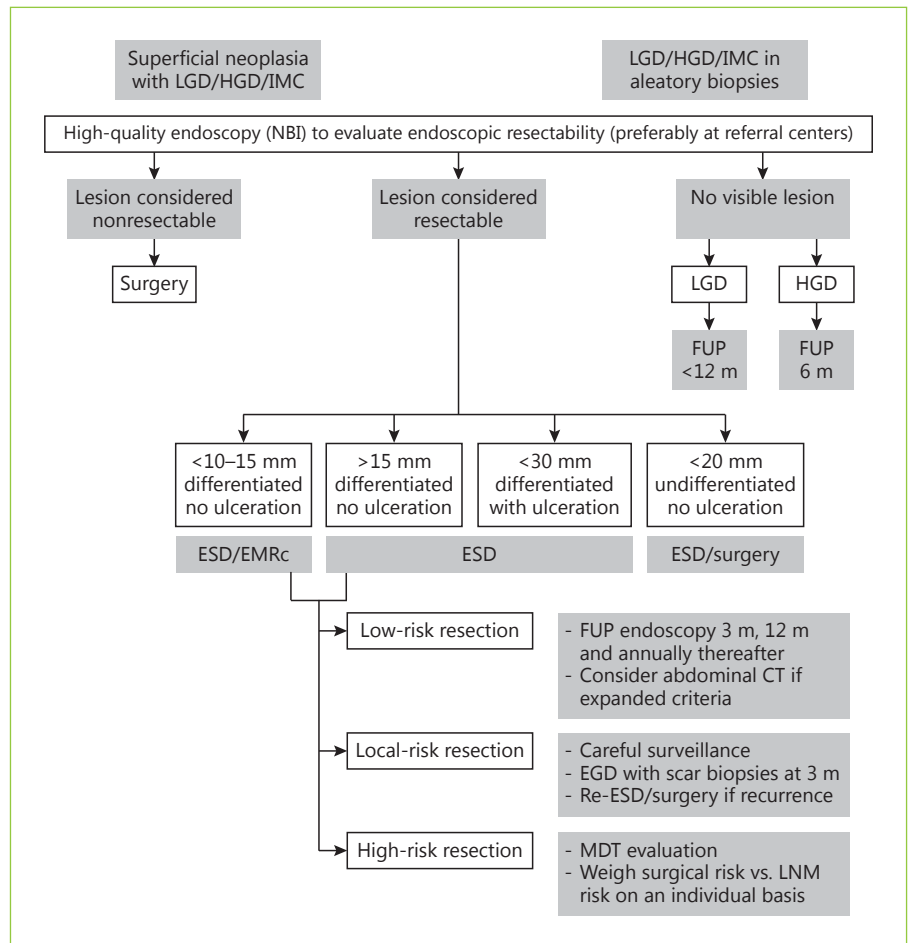 Superficial neoplasia
with LGD/HGD/IMC
LGD/HGD/IMC in
aleatory biopsies
High-quality endoscopy (NBI) to evaluate endoscopic resectability (preferably at referral centers)
Lesion considered
nonresectable
Lesion considered
resectable
No visible lesion
Surgery
LGD
HGD
FUP
<12 m
FUP
6 m
<10–15 mm
differentiated
no ulceration
>15 mm
differentiated
no ulceration
<30 mm
differentiated
with ulceration
<20 mm
undifferentiated
no ulceration
ESD/EMRc
ESD
ESD/surgery
Low-risk resection
- FUP endoscopy 3 m, 12 m
and annually thereafter
- Consider abdominal CT if
expanded criteria
Local-risk resection
- Careful surveillance
- EGD with scar biopsies at 3 m
- Re-ESD/surgery if recurrence
High-risk resection
- MDT evaluation
- Weigh surgical risk vs. LNM
risk on an individual basis